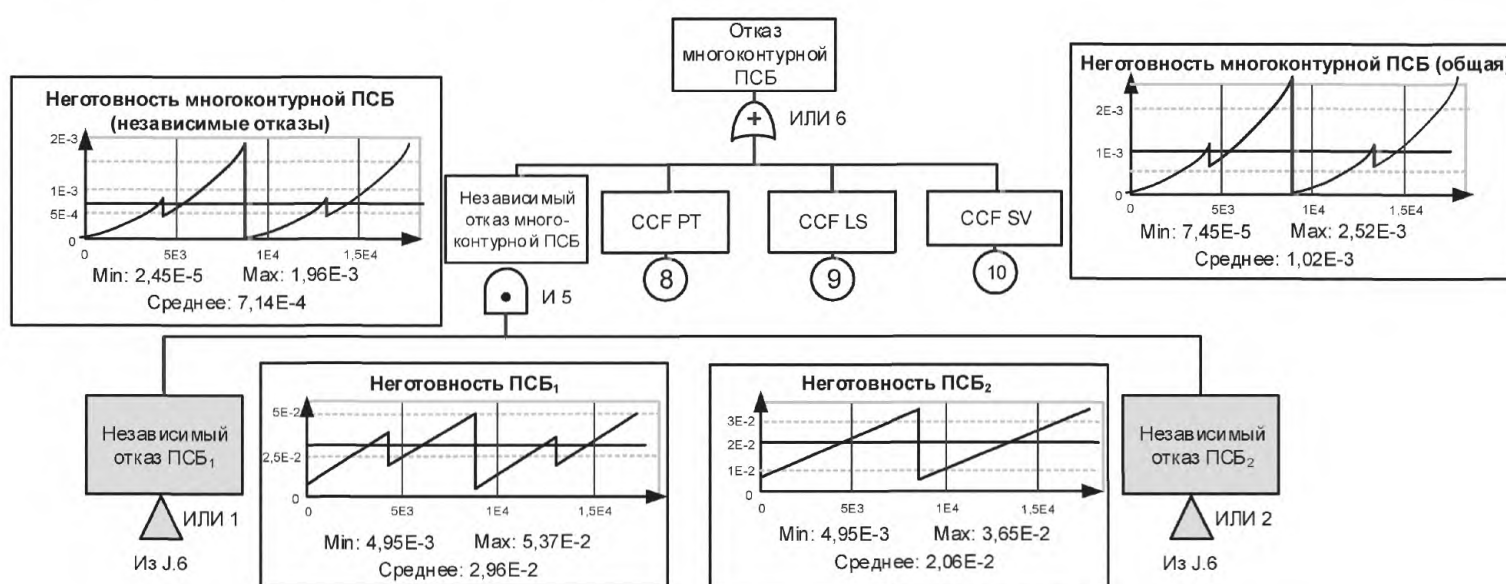 Отказ
многоконтурной
ПСБ
+
ИЛИ 6
Неготовность многоконтурной ПСБ
(независимые отказы)
2E-3
1E-3
5E-4
0
0
5E3
1E4
1,5E4
Min: 2,45E-5 Max: 1,96E-3
Среднее: 7,14E-4
Неготовность многоконтурной ПСБ (общая)
2E-3
1E-3
0
0
5E3
1E4
1,5E4
Min: 7,45E-5 Max: 2,52E-3
Среднее: 1,02E-3
Независимый
отказ много-
контурной ПСБ
И 5
CCF PT
8
CCF LS
9
CCF SV
10
Независимый
отказ ПСБ₁
ИЛИ 1
Из J.6
Неготовность ПСБ₁
5E-2
2,5E-2
0
0
5E3
1E4
1,5E4
Min: 4,95E-3 Max: 5,37E-2
Среднее: 2,96E-2
Неготовность ПСБ₂
3E-2
2E-2
1E-2
0
0
5E3
1E4
1,5E4
Min: 4,95E-3 Max: 3,65E-2
Среднее: 2,06E-2
Независимый
отказ ПСБ₂
ИЛИ 2
Из J.6